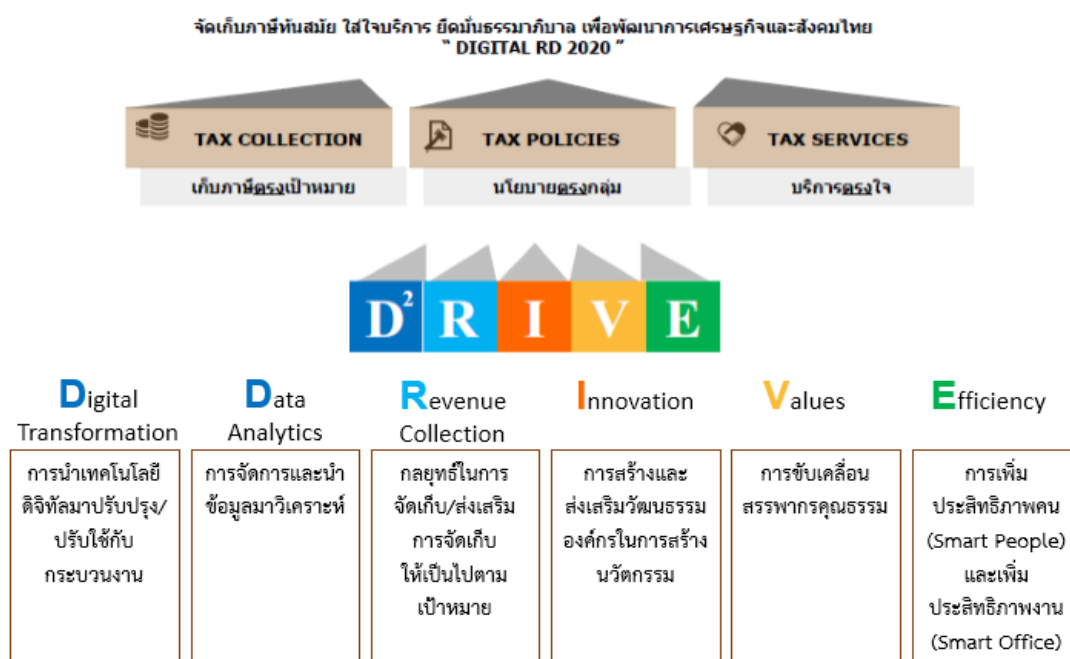 จัดเก็บภาษีทันสมัย ใส่ใจบริการ ยึดมั่นธรรมาภิบาล เพื่อพัฒนาการเศรษฐกิจและสังคมไทย
“ DIGITAL RD 2020 ”
TAX COLLECTION
TAX POLICIES
TAX SERVICES
เก็บภาษีตรงเป้าหมาย
นโยบายตรงกลุ่ม
บริการตรงใจ
D² R I V E
Digital
Transformation
Data
Analytics
Revenue
Collection
Innovation
Values
Efficiency
การนำเทคโนโลยี
ดิจิทัลมาปรับปรุง/
ปรับใช้กับ
กระบวนงาน
การจัดการและนำ
ข้อมูลมาวิเคราะห์
กลยุทธ์ในการ
จัดเก็บ/ส่งเสริม
การจัดเก็บ
ให้เป็นไปตาม
เป้าหมาย
การสร้างและ
ส่งเสริมวัฒนธรรม
องค์กรในการสร้าง
นวัตกรรม
การขับเคลื่อน
สรรพากรคุณธรรม
การเพิ่ม
ประสิทธิภาพคน
(Smart People)
และเพิ่ม
ประสิทธิภาพงาน
(Smart Office)